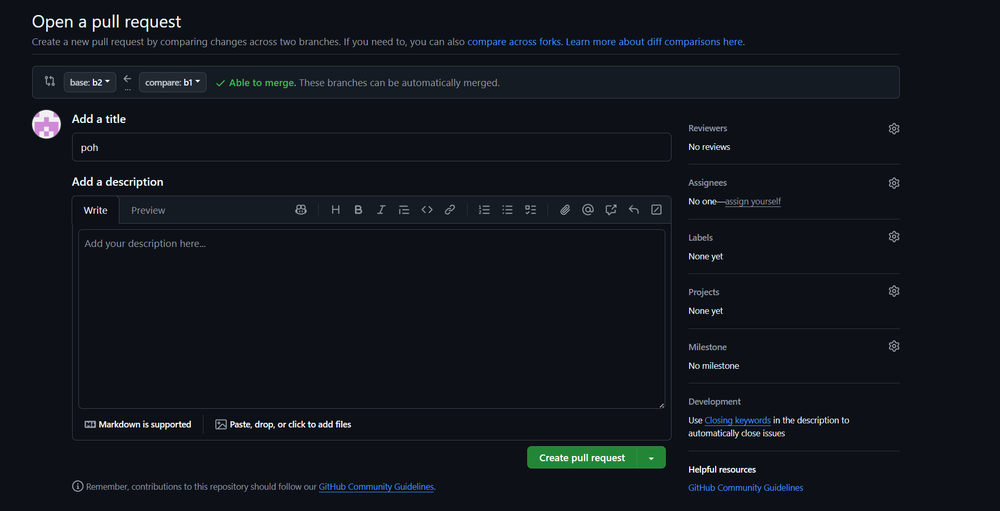 Open a pull request
Create a new pull request by comparing changes across two branches. If you need to, you can also compare across forks. Learn more about diff comparisons here.
base: b2
...
compare: b1
Able to merge. These branches can be automatically merged.
Add a title
poh
Add a description
Write
Preview
Add your description here...
Markdown is supported
Paste, drop, or click to add files
Create pull request
Remember, contributions to this repository should follow our GitHub Community Guidelines.
Reviewers
No reviews
Assignees
No one—assign yourself
Labels
None yet
Projects
None yet
Milestone
No milestone
Development
Use Closing keywords in the description to
automatically close issues
Helpful resources
GitHub Community Guidelines